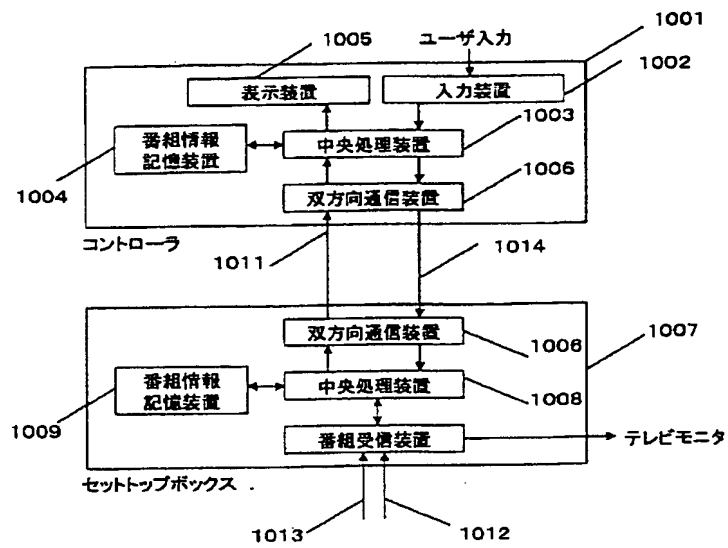 1005
ユーザ入力
1001
1002
表示装置
入力装置
1003
番組情報
記憶装置
中央処理装置
1006
1004
双方向通信装置
コントローラ
1011
1014
双方向通信装置
1006
1007
番組情報
記憶装置
中央処理装置
1008
1009
番組受信装置
テレビモニタ
セットトップボックス
1013
1012